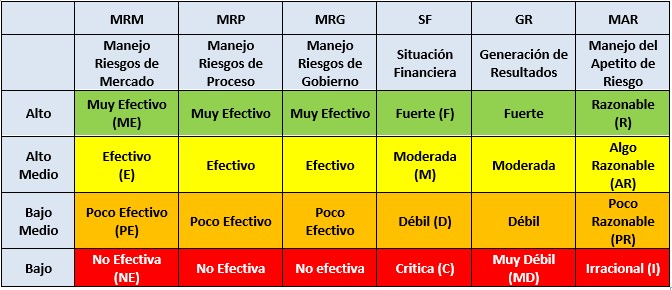 MRM MRP MRG SF GR MAR
Manejo Riesgos de Mercado Manejo Riesgos de Proceso Manejo Riesgos de Gobierno Situación Financiera Generación de Resultados Manejo del Apetito de Riesgo
Alto Muy Efectivo (ME) Muy Efectivo Muy Efectivo Fuerte (F) Fuerte Razonable (R)
Alto Medio Efectivo (E) Efectivo Efectivo Moderada (M) Moderada Algo Razonable (AR)
Bajo Medio Poco Efectivo (PE) Poco Efectivo Poco Efectivo Débil (D) Débil Poco Razonable (PR)
Bajo No Efectiva (NE) No Efectiva No efectiva Critica (C) Muy Débil (MD) Irracional (I)